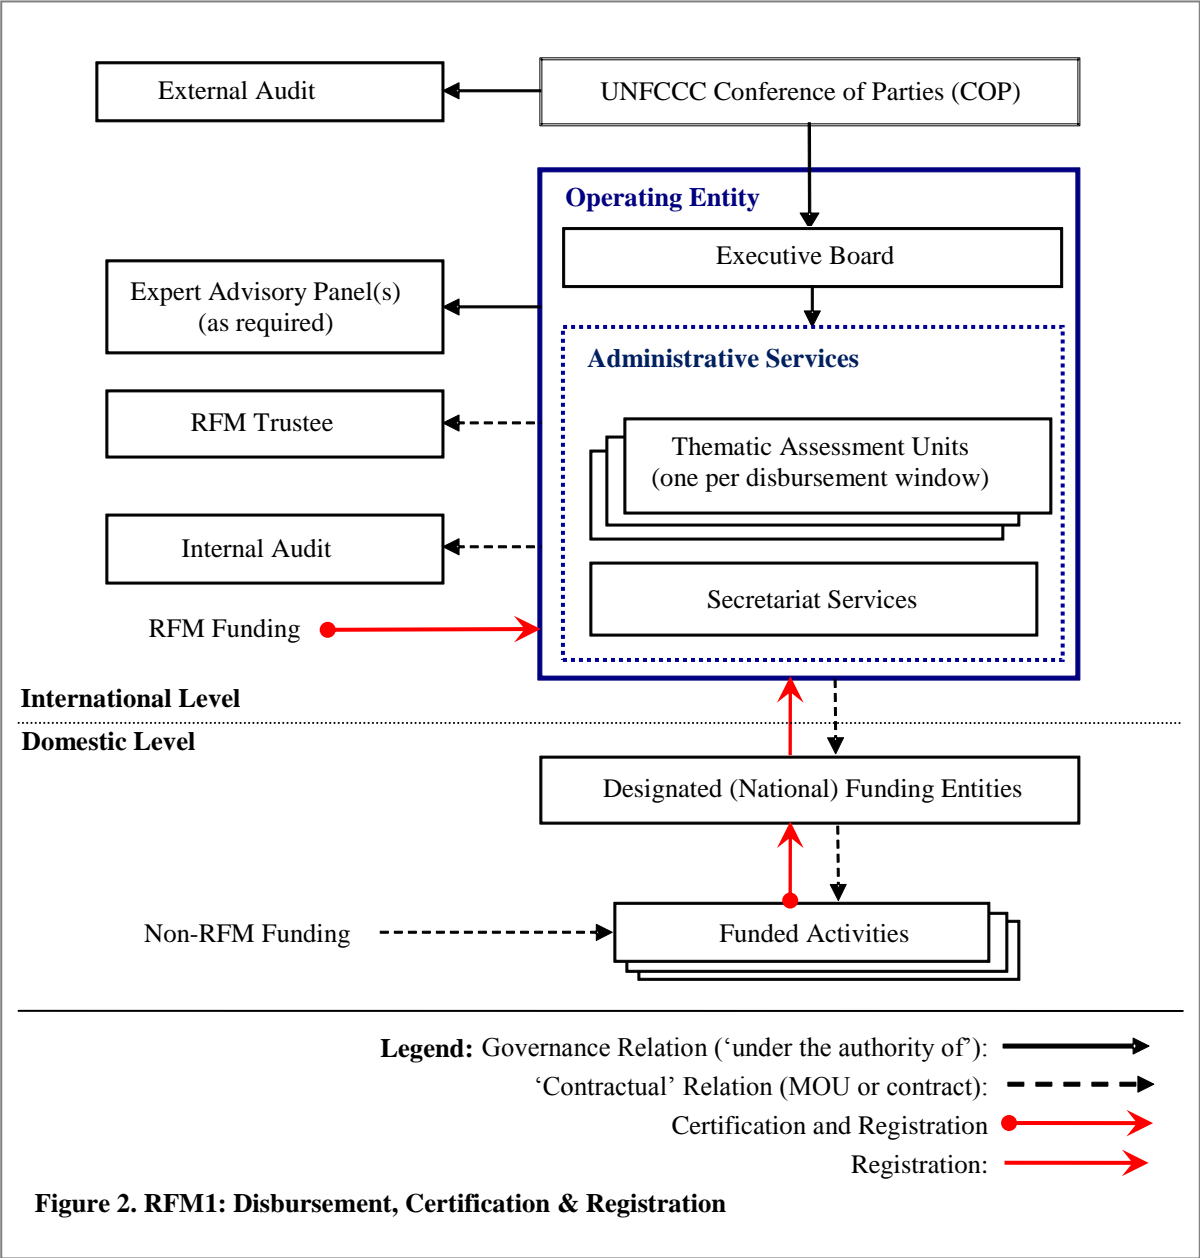 External Audit
UNFCCC Conference of Parties (COP)
Operating Entity
Executive Board
Expert Advisory Panel(s)
(as required)
Administrative Services
RFM Trustee
Thematic Assessment Units
(one per disbursement window)
Internal Audit
Secretariat Services
RFM Funding
International Level
Domestic Level
Designated (National) Funding Entities
Non-RFM Funding
Funded Activities
Legend: Governance Relation (‘under the authority of’):
‘Contractual’ Relation (MOU or contract):
Certification and Registration
Registration:
Figure 2. RFM1: Disbursement, Certification & Registration